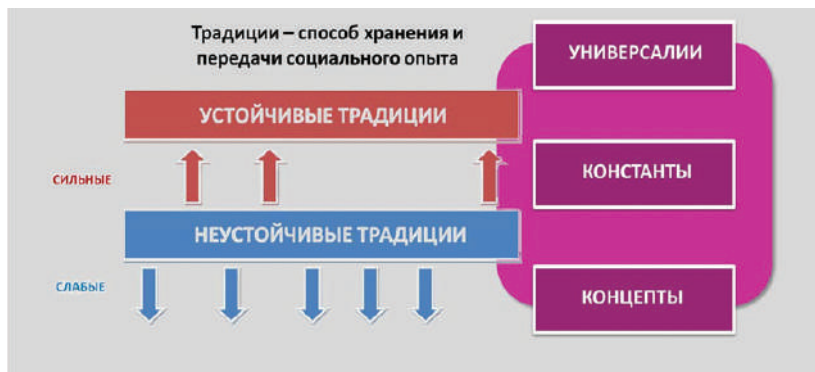 Традиции – способ хранения и
передачи социального опыта
УСТОЙЧИВЫЕ ТРАДИЦИИ
СИЛЬНЫЕ
НЕУСТОЙЧИВЫЕ ТРАДИЦИИ
СЛАБЫЕ
УНИВЕРСАЛИИ
КОНСТАНТЫ
КОНЦЕПТЫ